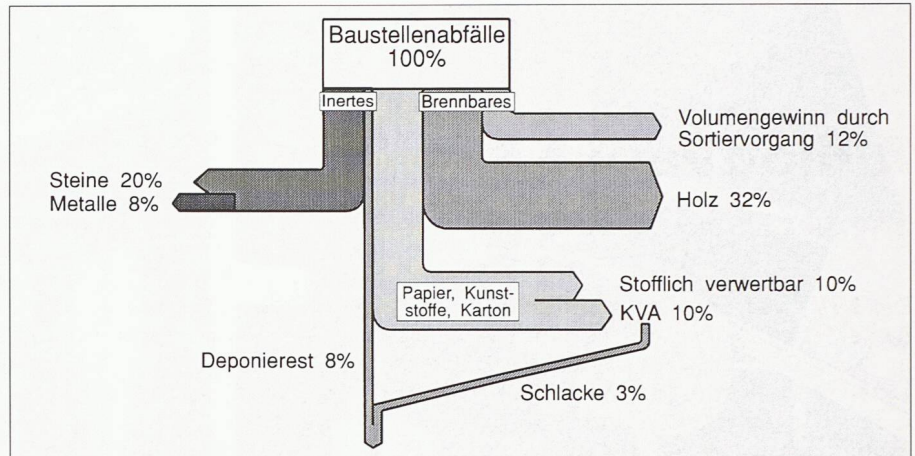 Baustellenabfälle
100%
Inertes
Brennbares
Volumengewinn durch
Sortiervorgang 12%
Steine 20%
Metalle 8%
Holz 32%
Papier, Kunst-
stoffe, Karton
Stofflich verwertbar 10%
KVA 10%
Deponierest 8%
Schlacke 3%